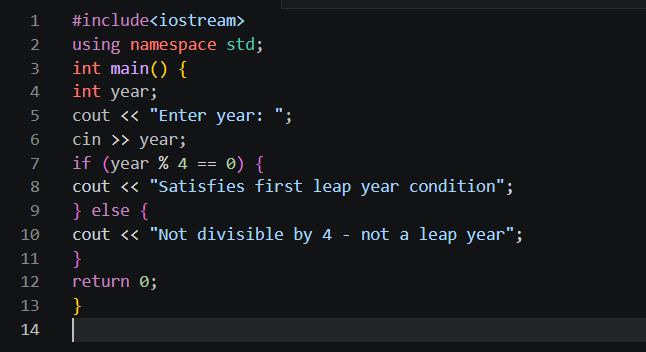 1 #include<iostream>
2 using namespace std;
3 int main() {
4 int year;
5 cout << "Enter year: ";
6 cin >> year;
7 if (year % 4 == 0) {
8 cout << "Satisfies first leap year condition";
9 } else {
10 cout << "Not divisible by 4 - not a leap year";
11 }
12 return 0;
13 }
14